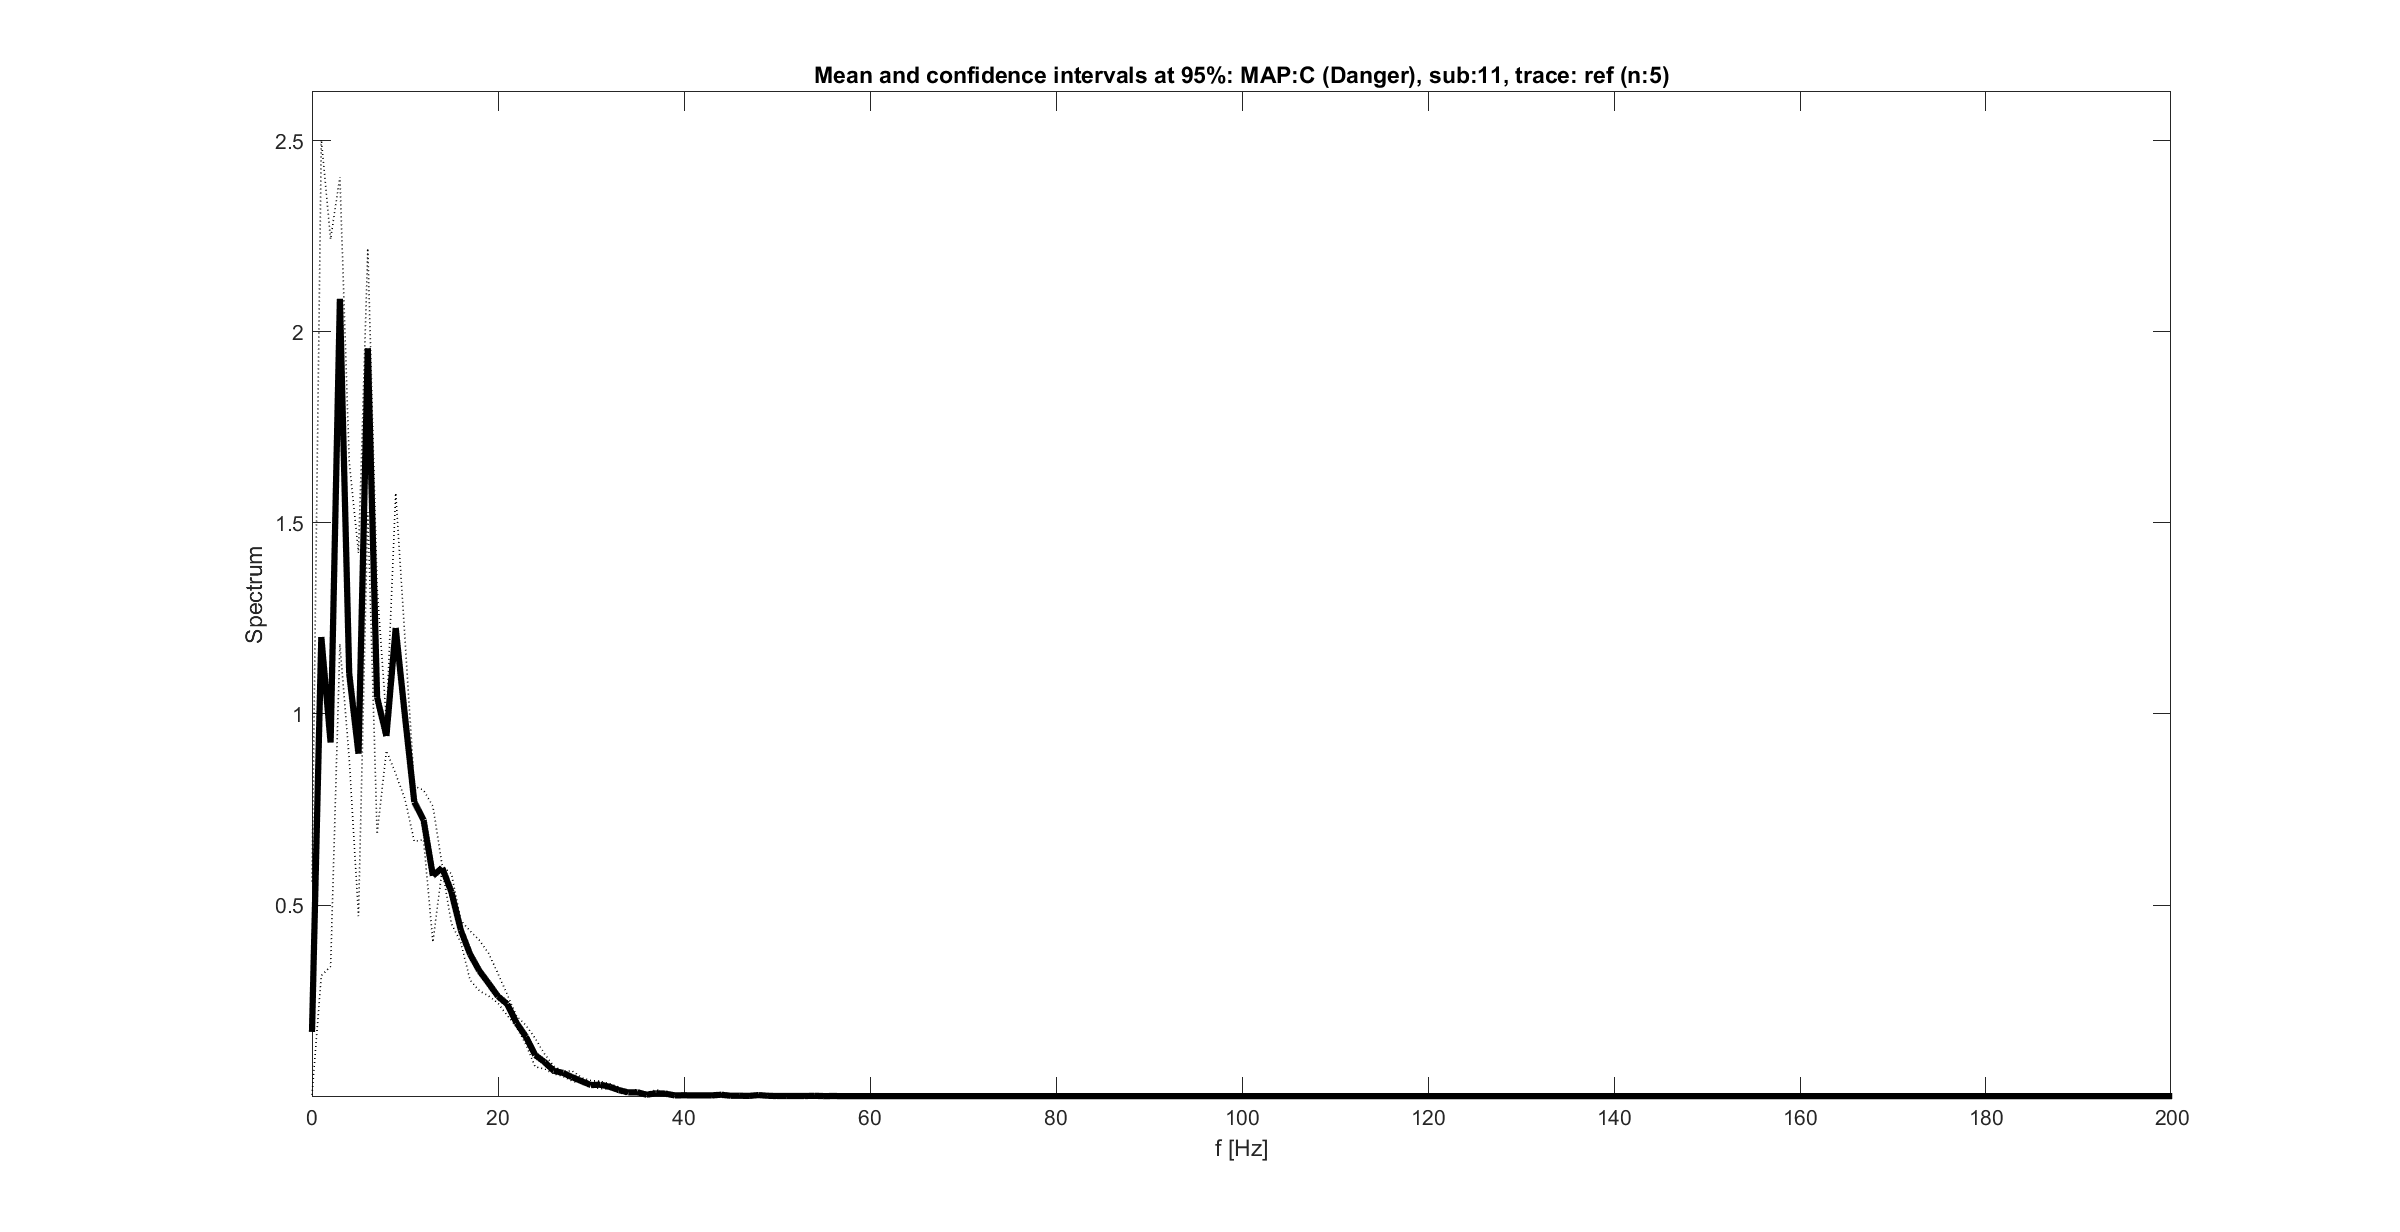 Mean and confidence intervals at 95%: MAP:C (Danger), sub:11, trace: ref (n:5)
2.5
2
1.5
1
0.5
Spectrum
0 20 40 60 80 100 120 140 160 180 200
f [Hz]